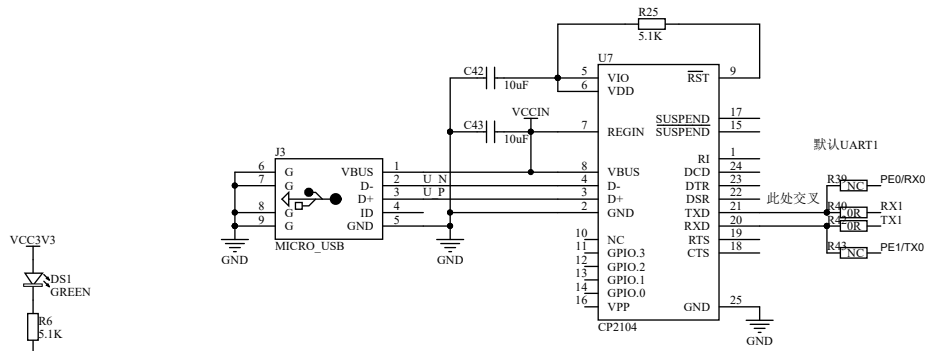 R25
5.1K
U7
C42
10uF
5
6
VIO
VDD
RST
9
VCCIN
C43
10uF
7
REGIN
SUSPEND
SUSPEND
17
15
默认UART1
J3
6
7
8
9
G
G
G
G
VBUS
D-
D+
ID
GND
1
2
3
4
5
U_N
U_P
8
4
3
2
VBUS
D-
D+
GND
RI
DCD
DTR
DSR
TXD
RXD
RTS
CTS
1
24
23
22
21
20
19
18
此处交叉
R39
NC
PE0/RX0
R40
0R
RX1
R42
0R
TX1
R43
NC
PE1/TX0
MICRO_USB
GND
GND
10
11
12
13
14
16
NC
GPIO.3
GPIO.2
GPIO.1
GPIO.0
VPP
GND
25
CP2104
GND
VCC3V3
DS1
GREEN
R6
5.1K